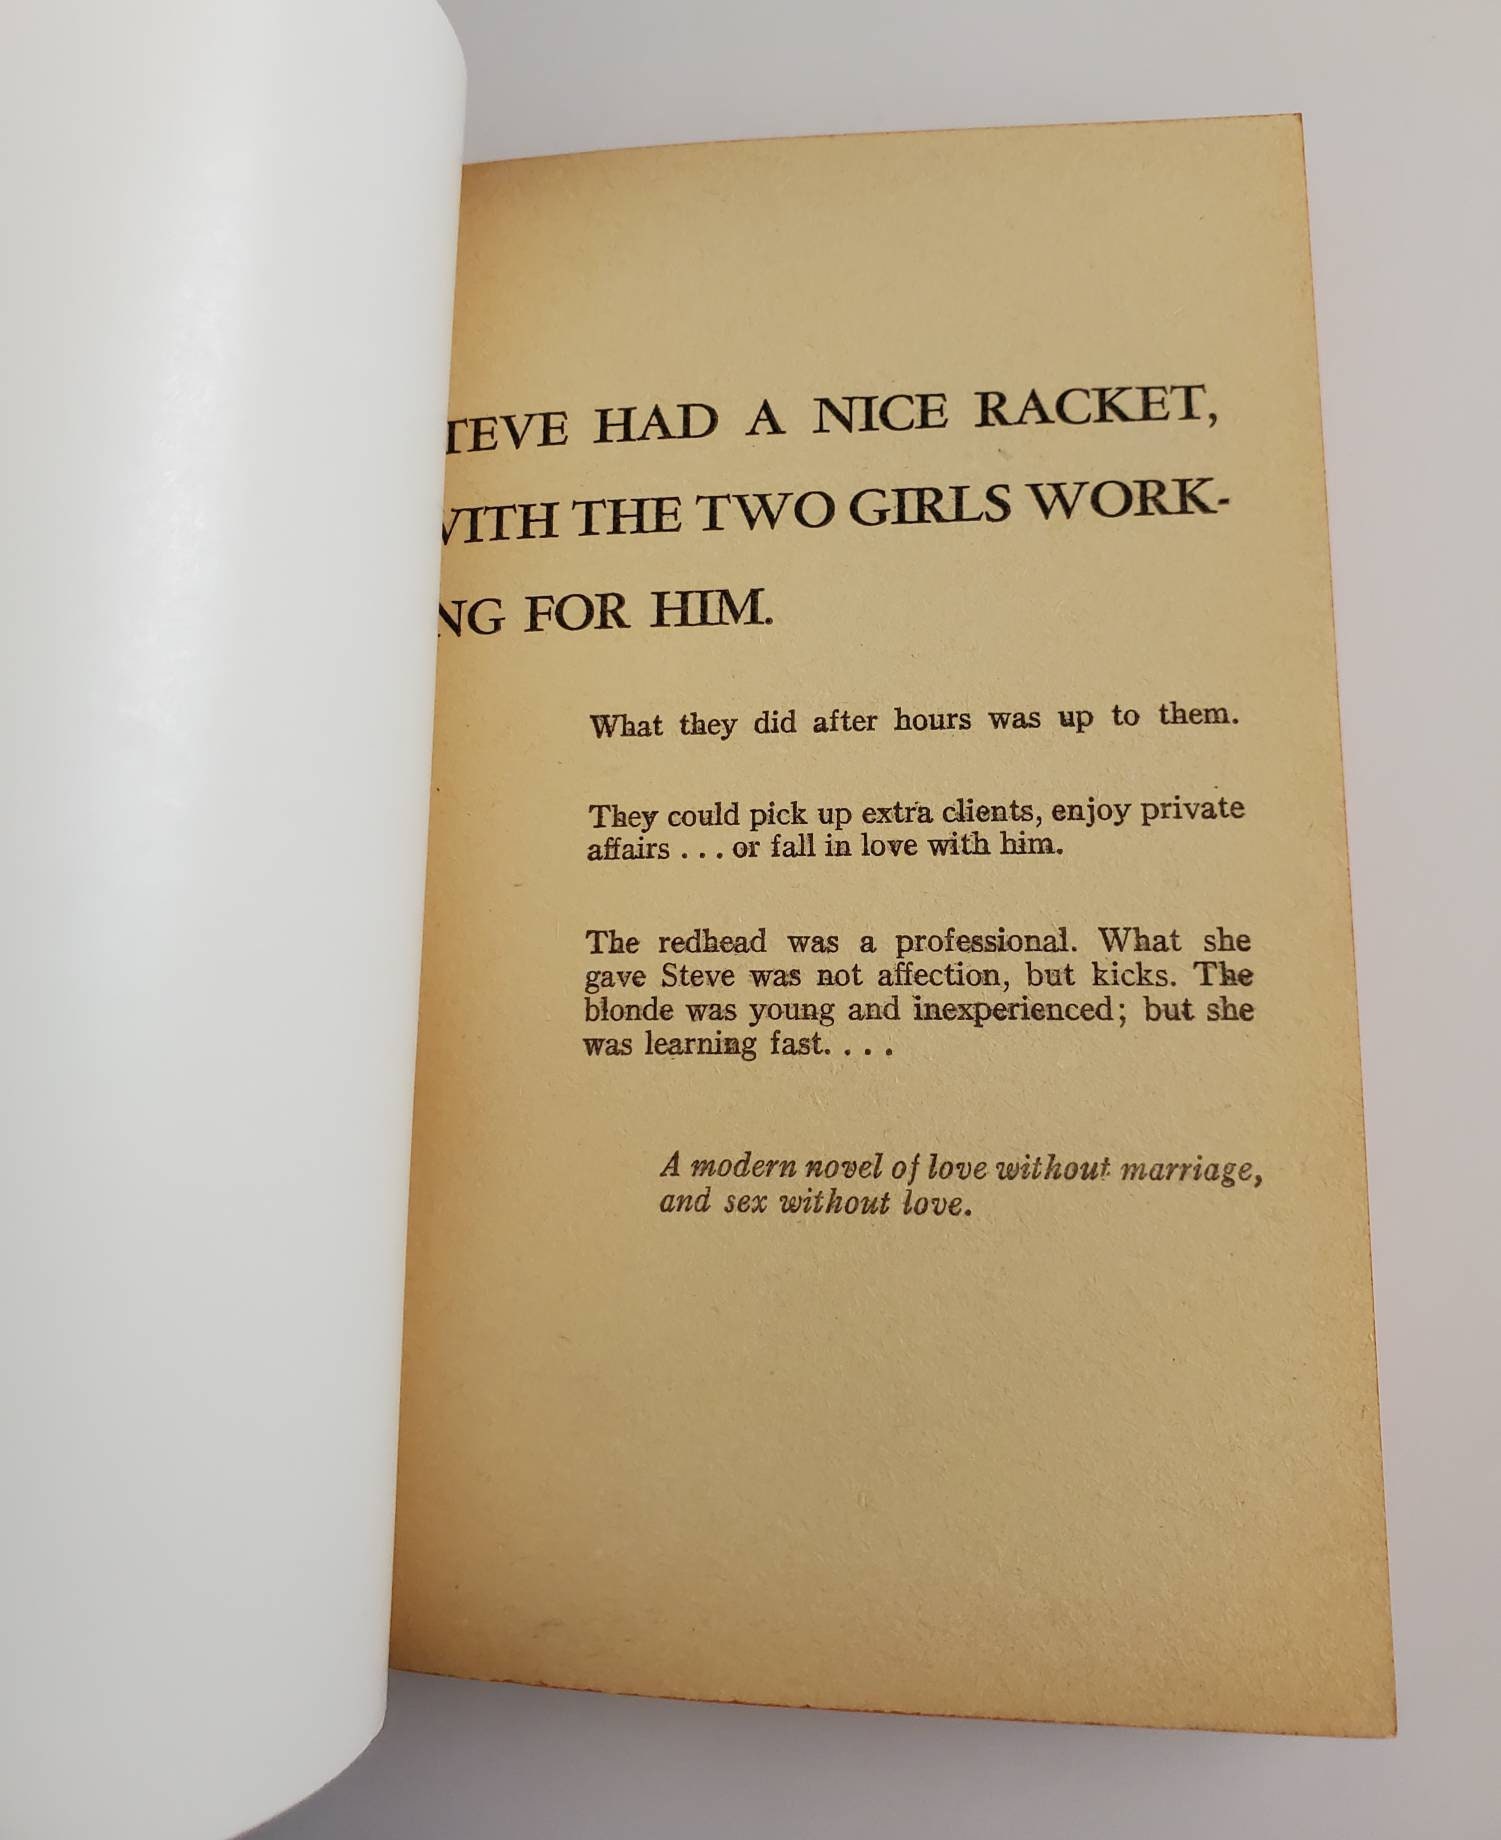 TEVE HAD A NICE RACKET,
WITH THE TWO GIRLS WORK-
NG FOR HIM.
What they did after hours was up to them.
They could pick up extra clients, enjoy private
affairs . . . or fall in love with him.
The redhead was a professional. What she
gave Steve was not affection, but kicks. The
blonde was young and inexperienced; but she
was learning fast. . . .
A modern novel of love without marriage,
and sex without love.